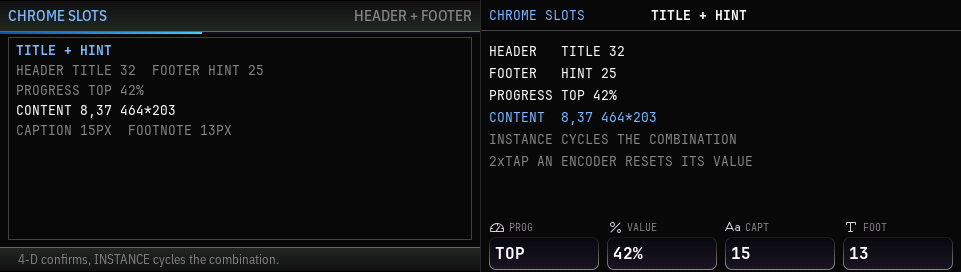 CHROME SLOTS HEADER + FOOTER
TITLE + HINT
HEADER TITLE 32 FOOTER HINT 25
PROGRESS TOP 42%
CONTENT 8,37 464*203
CAPTION 15PX FOOTNOTE 13PX
4-D confirms, INSTANCE cycles the combination.
CHROME SLOTS TITLE + HINT
HEADER TITLE 32
FOOTER HINT 25
PROGRESS TOP 42%
CONTENT 8,37 464*203
INSTANCE CYCLES THE COMBINATION
2xTAP AN ENCODER RESETS ITS VALUE
PROG % VALUE Aa CAPT T FOOT
TOP 42% 15 13